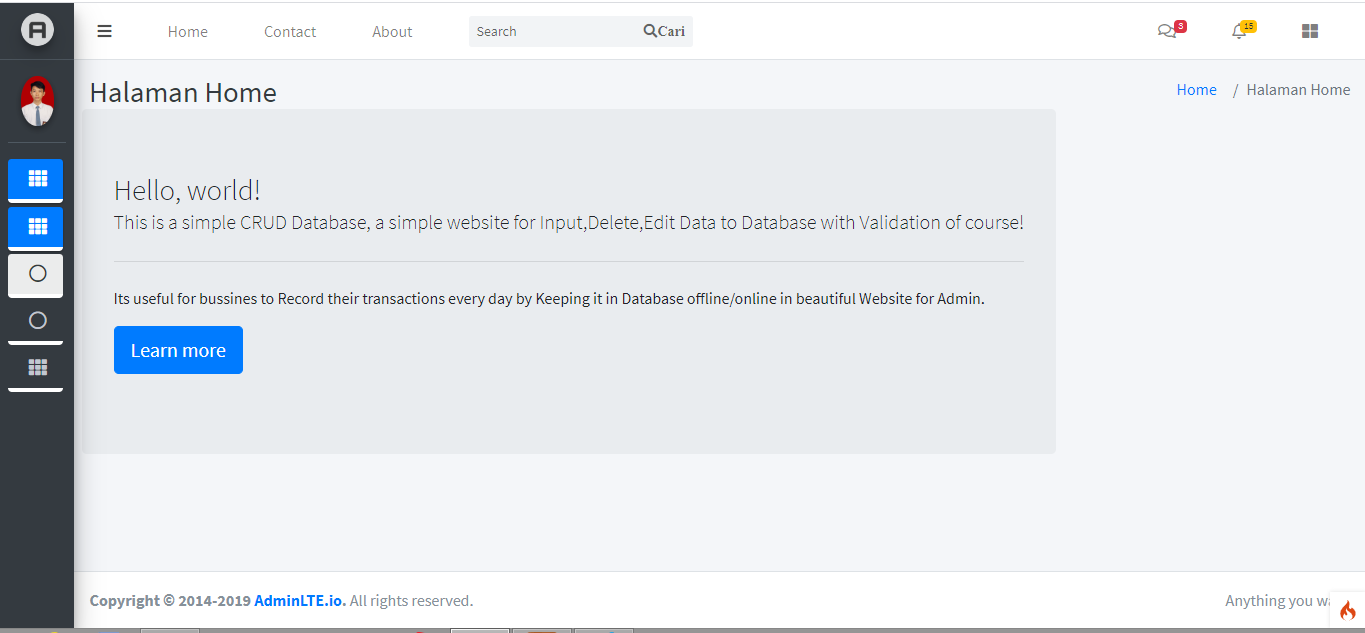 Home Contact About Search Cari 3 15
Halaman Home
Home / Halaman Home
Hello, world!
This is a simple CRUD Database, a simple website for Input,Delete,Edit Data to Database with Validation of course!
Its useful for bussines to Record their transactions every day by Keeping it in Database offline/online in beautiful Website for Admin.
Learn more
Copyright © 2014-2019 AdminLTE.io. All rights reserved.
Anything you